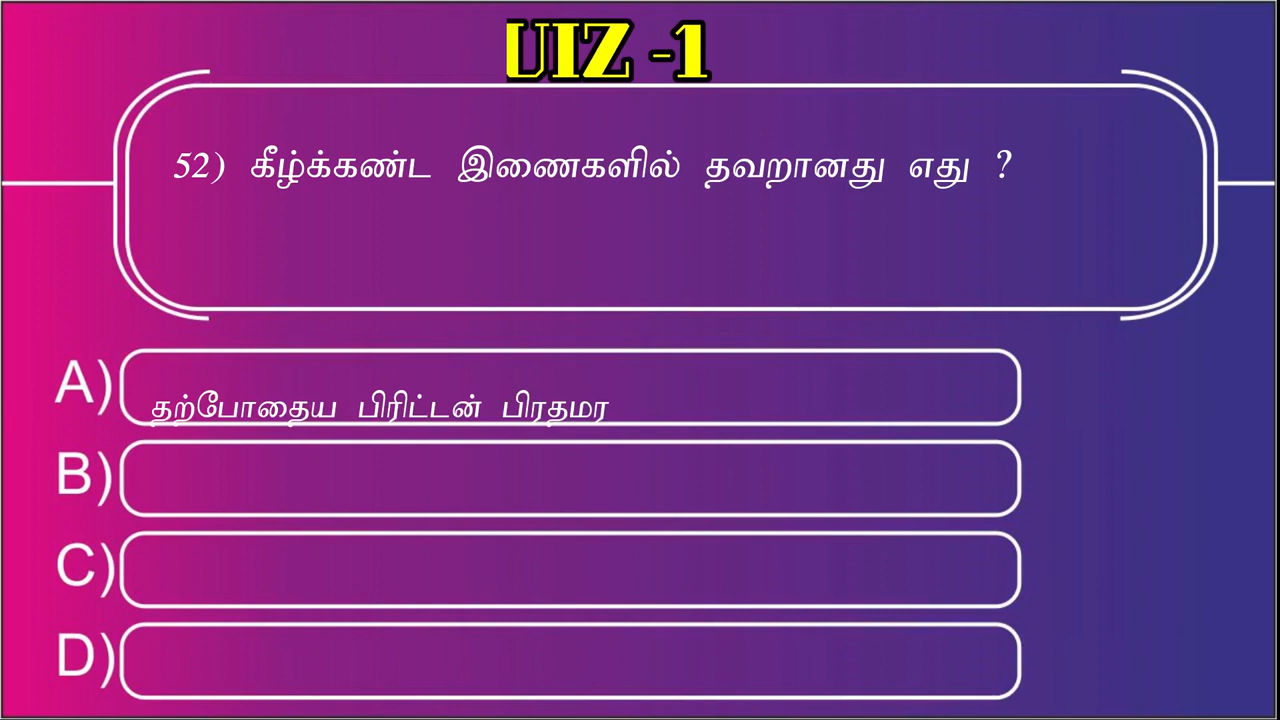 UIZ -1
52) கீழ்க்கண்ட இணைகளில் தவறானது எது ?
A) தற்போதைய பிரிட்டன் பிரதமர
B)
C)
D)